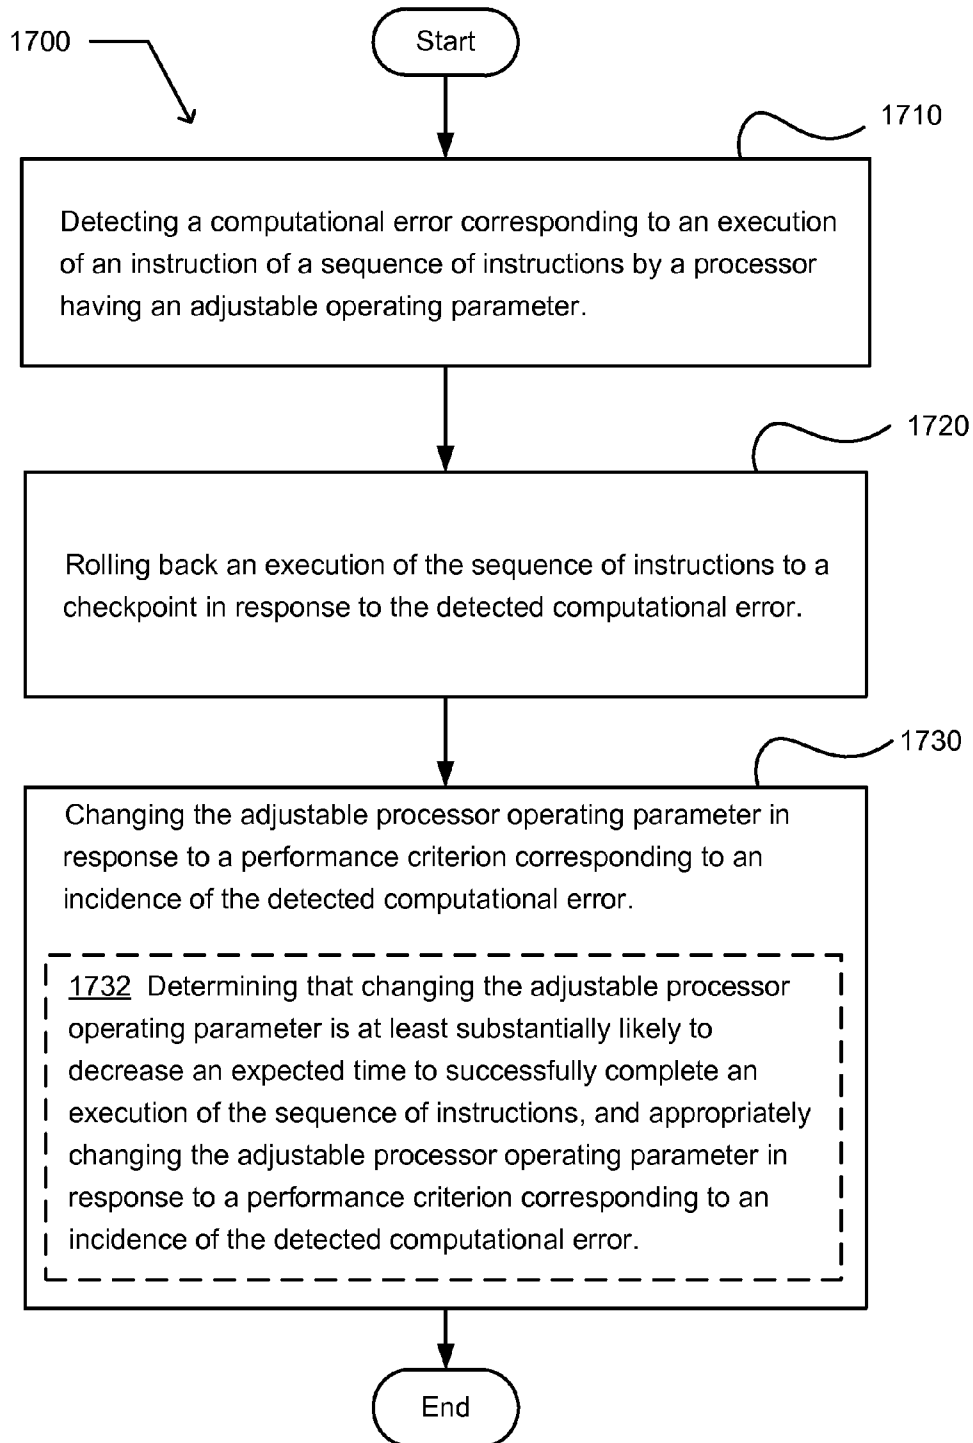 1700
Start
1710
Detecting a computational error corresponding to an execution
of an instruction of a sequence of instructions by a processor
having an adjustable operating parameter.
1720
Rolling back an execution of the sequence of instructions to a
checkpoint in response to the detected computational error.
1730
Changing the adjustable processor operating parameter in
response to a performance criterion corresponding to an
incidence of the detected computational error.
1732 Determining that changing the adjustable processor
operating parameter is at least substantially likely to
decrease an expected time to successfully complete an
execution of the sequence of instructions, and appropriately
changing the adjustable processor operating parameter in
response to a performance criterion corresponding to an
incidence of the detected computational error.
End